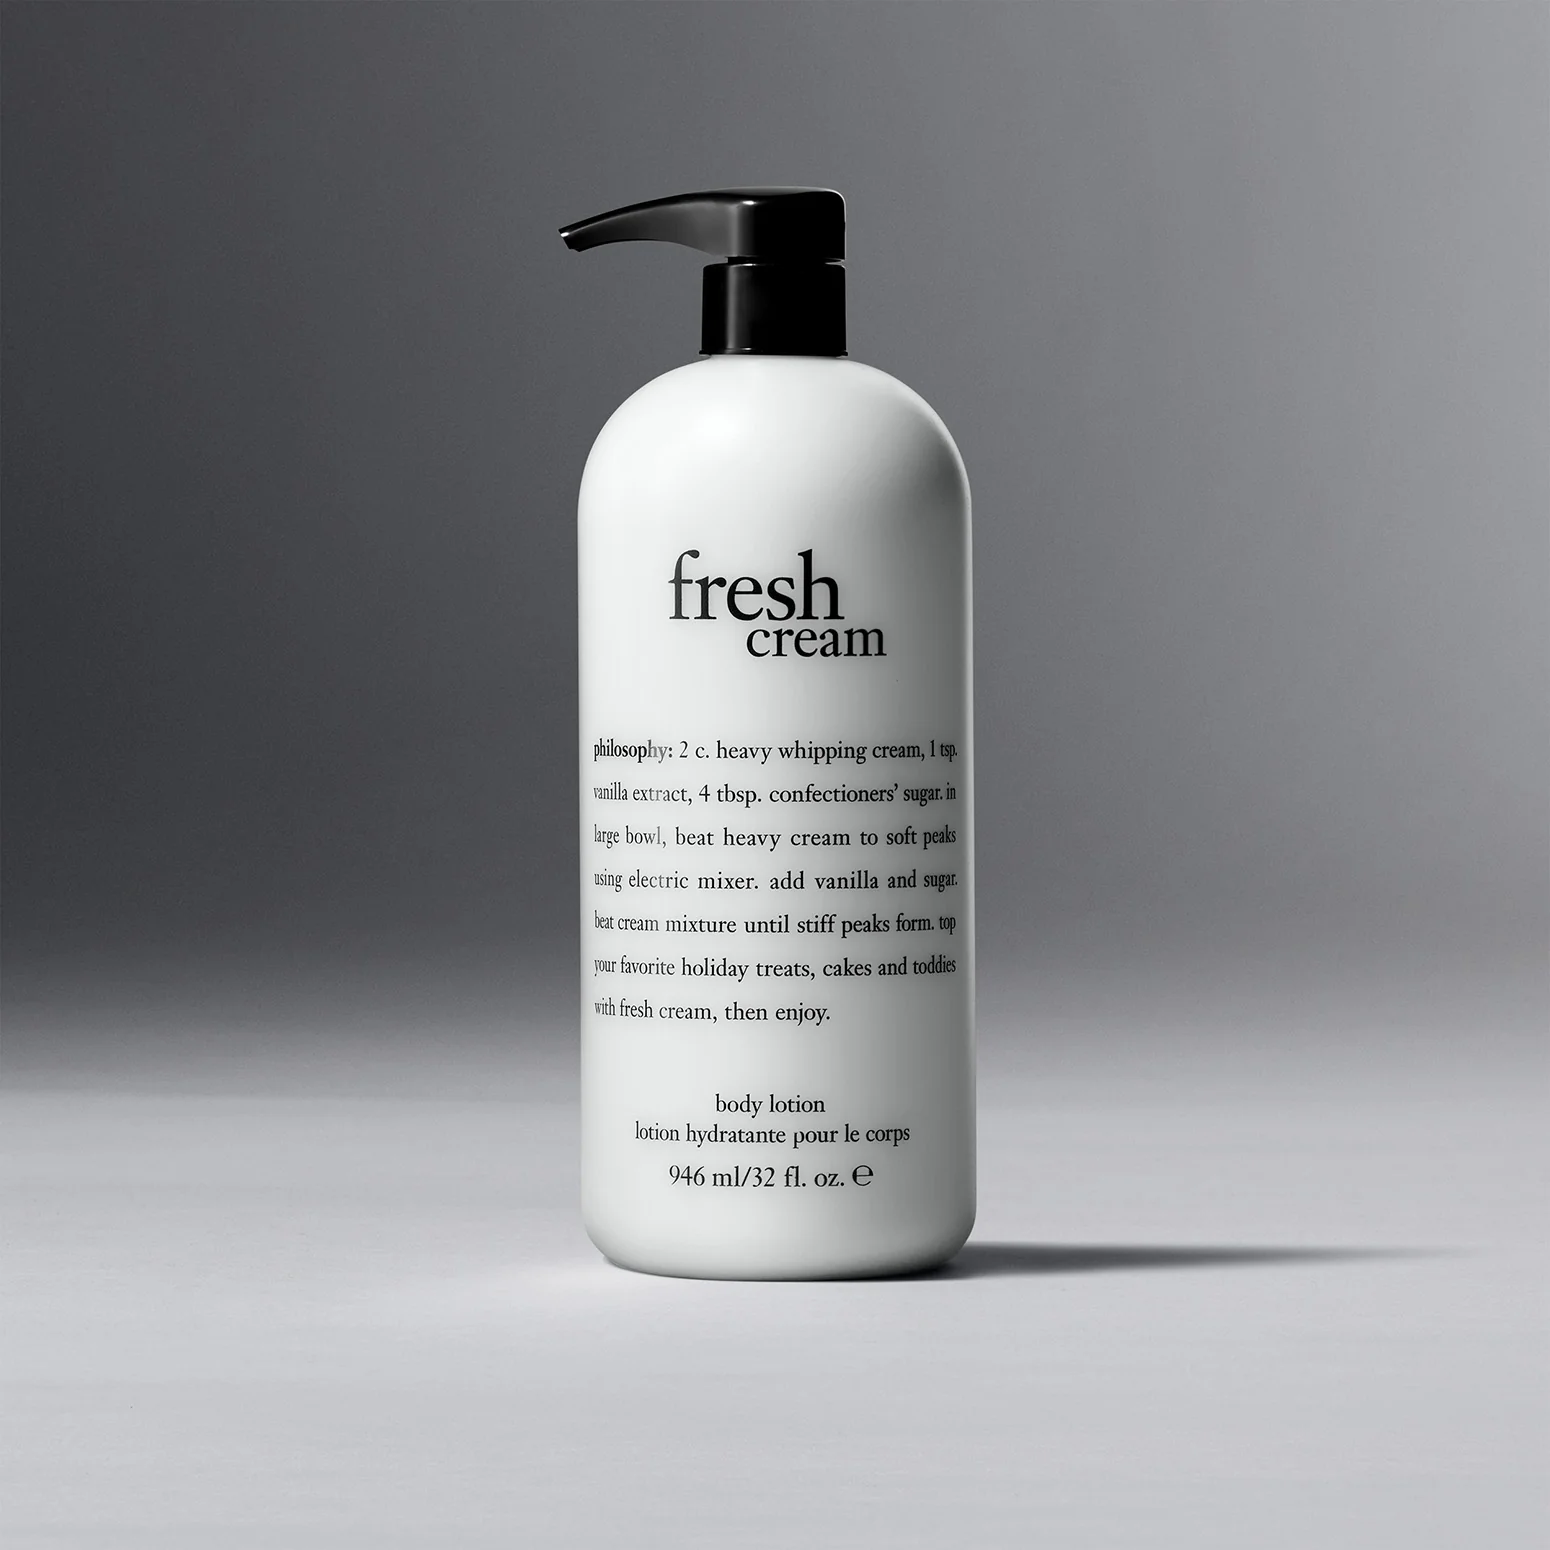 fresh
cream
philosophy: 2 c. heavy whipping cream, 1 tsp.
vanilla extract, 4 tbsp. confectioners’ sugar. in
large bowl, beat heavy cream to soft peaks
using electric mixer. add vanilla and sugar.
beat cream mixture until stiff peaks form. top
your favorite holiday treats, cakes and toddies
with fresh cream, then enjoy.
body lotion
lotion hydratante pour le corps
946 ml/32 fl. oz. ℮